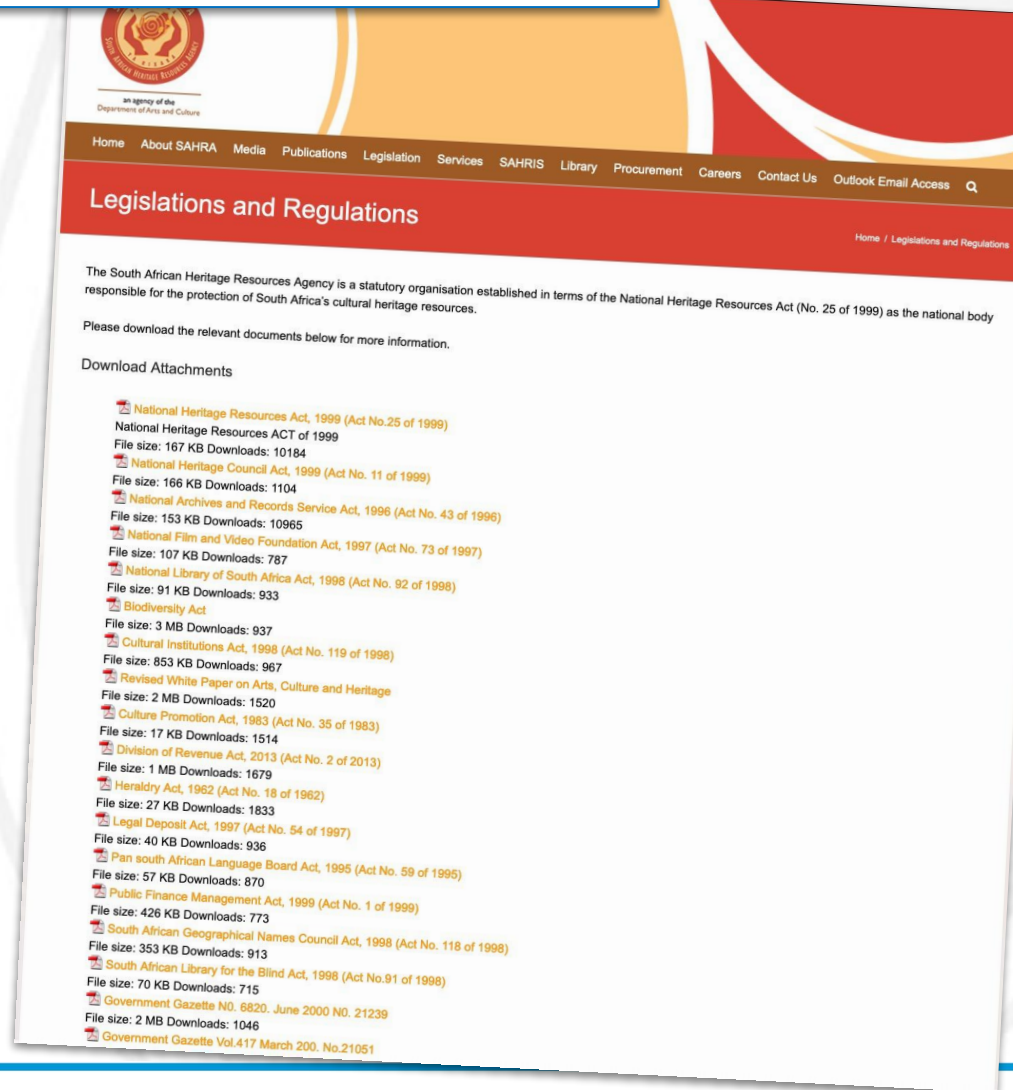 SOUTH AFRICAN HERITAGE RESOURCES AGENCY
an agency of the
Department of Arts and Culture
Home About SAHRA Media Publications Legislation Services SAHRIS Library Procurement Careers Contact Us Outlook Email Access
Legislations and Regulations
Home / Legislations and Regulations
The South African Heritage Resources Agency is a statutory organisation established in terms of the National Heritage Resources Act (No. 25 of 1999) as the national body
responsible for the protection of South Africa's cultural heritage resources.
Please download the relevant documents below for more information.
Download Attachments
National Heritage Resources Act, 1999 (Act No.25 of 1999)
National Heritage Resources ACT of 1999
File size: 167 KB Downloads: 10184
National Heritage Council Act, 1999 (Act No. 11 of 1999)
File size: 166 KB Downloads: 1104
National Archives and Records Service Act, 1996 (Act No. 43 of 1996)
File size: 153 KB Downloads: 10965
National Film and Video Foundation Act, 1997 (Act No. 73 of 1997)
File size: 107 KB Downloads: 787
National Library of South Africa Act, 1998 (Act No. 92 of 1998)
File size: 91 KB Downloads: 933
Biodiversity Act
File size: 3 MB Downloads: 937
Cultural Institutions Act, 1998 (Act No. 119 of 1998)
File size: 853 KB Downloads: 967
Revised White Paper on Arts, Culture and Heritage
File size: 2 MB Downloads: 1520
Culture Promotion Act, 1983 (Act No. 35 of 1983)
File size: 17 KB Downloads: 1514
Division of Revenue Act, 2013 (Act No. 2 of 2013)
File size: 1 MB Downloads: 1679
Heraldry Act, 1962 (Act No. 18 of 1962)
File size: 27 KB Downloads: 1833
Legal Deposit Act, 1997 (Act No. 54 of 1997)
File size: 40 KB Downloads: 936
Pan south African Language Board Act, 1995 (Act No. 59 of 1995)
File size: 57 KB Downloads: 870
Public Finance Management Act, 1999 (Act No. 1 of 1999)
File size: 426 KB Downloads: 773
South African Geographical Names Council Act, 1998 (Act No. 118 of 1998)
File size: 353 KB Downloads: 913
South African Library for the Blind Act, 1998 (Act No.91 of 1998)
File size: 70 KB Downloads: 715
Government Gazette N0. 6820. June 2000 N0. 21239
File size: 2 MB Downloads: 1046
Government Gazette Vol.417 March 200. No.21051